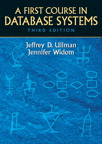 A FIRST COURSE IN
DATABASE SYSTEMS
THIRD EDITION
Jeffrey D. Ullman
Jennifer Widom